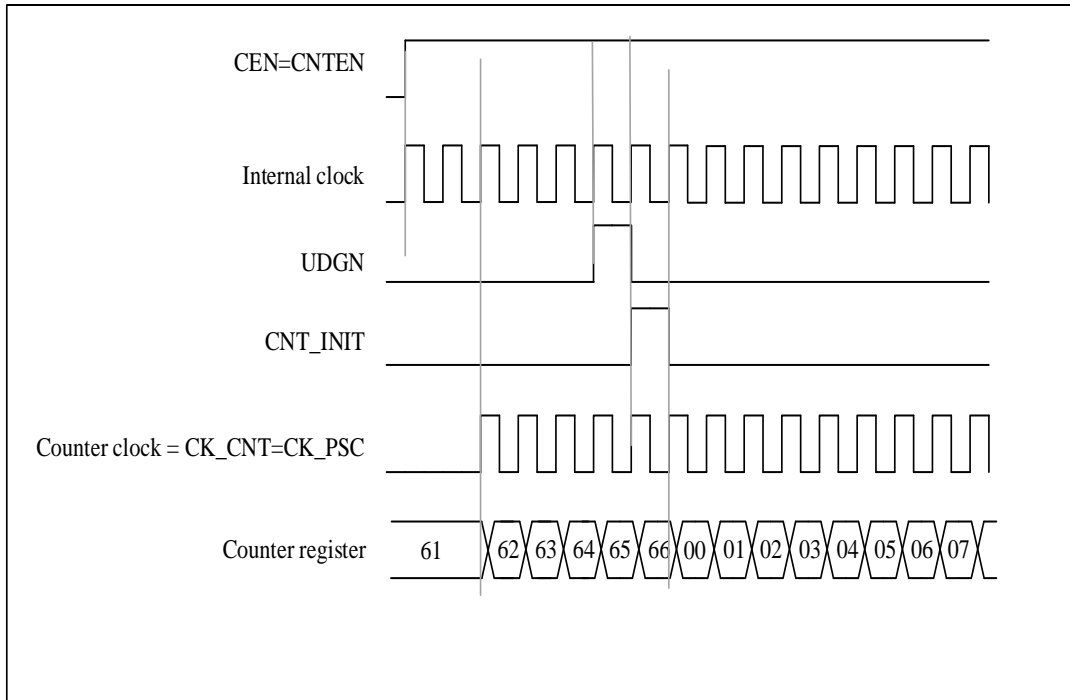 CEN=CNTEN
Internal clock
UDGN
CNT_INIT
Counter clock = CK_CNT=CK_PSC
Counter register 61 62 63 64 65 66 00 01 02 03 04 05 06 07